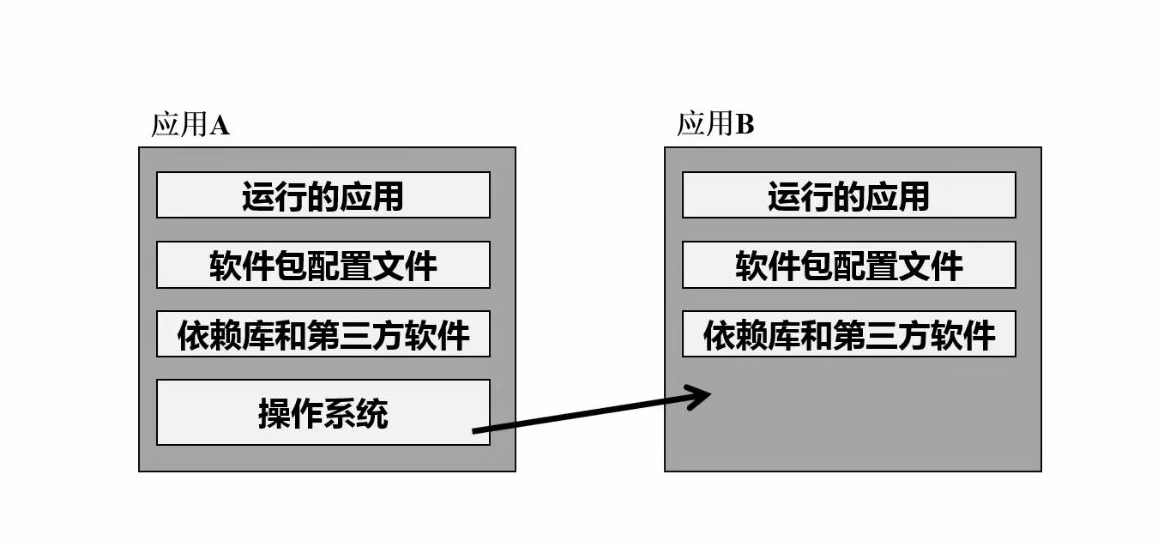 应用A
运行的应用
软件包配置文件
依赖库和第三方软件
操作系统
应用B
运行的应用
软件包配置文件
依赖库和第三方软件